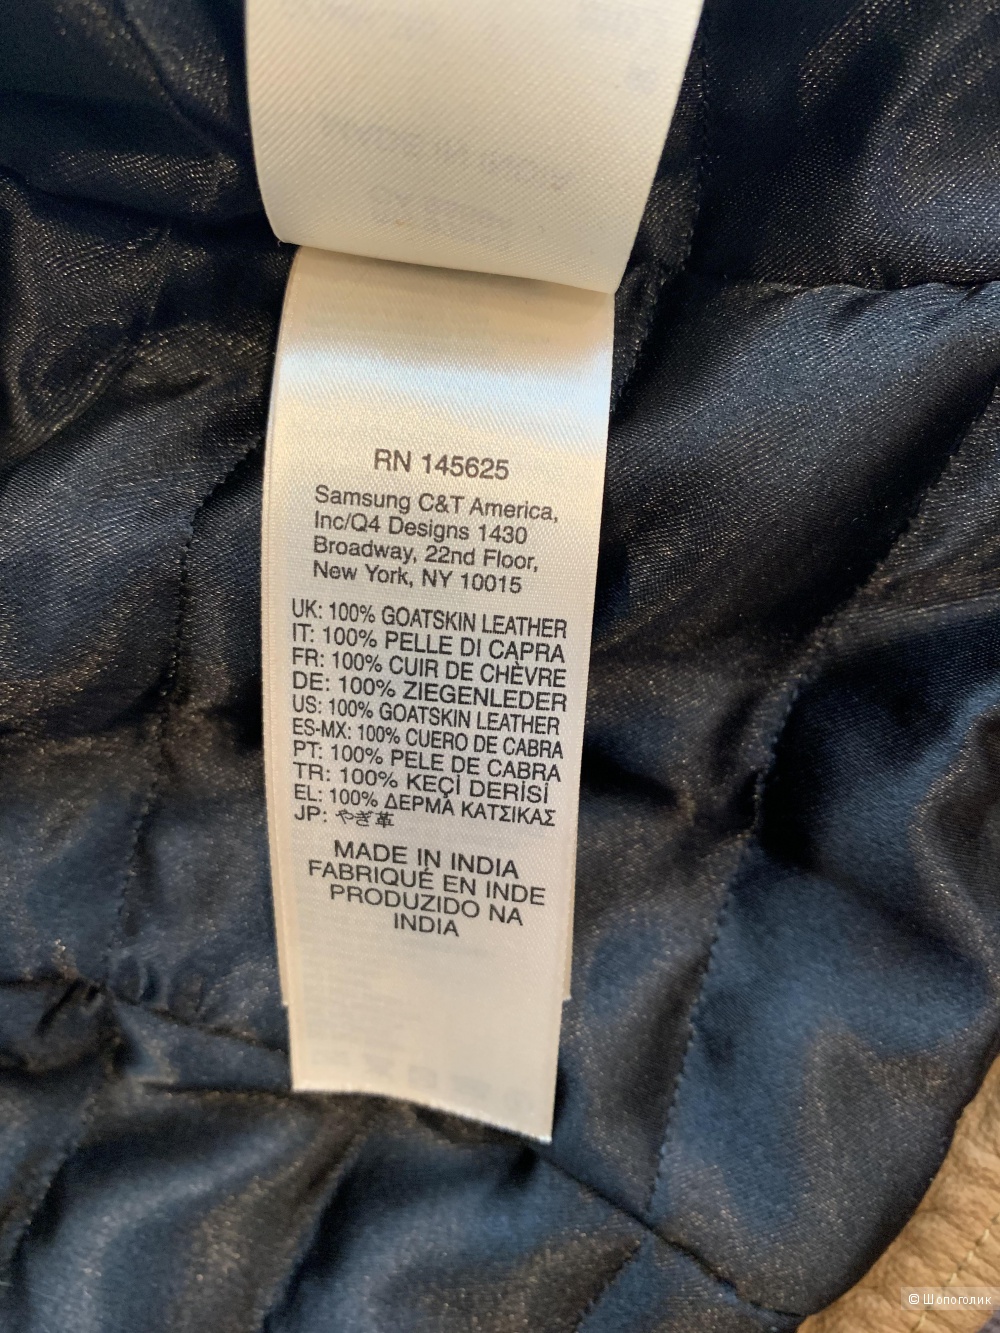 RN 145625
Samsung C&T America,
Inc/Q4 Designs 1430
Broadway, 22nd Floor,
New York, NY 10015
UK: 100% GOATSKIN LEATHER
IT: 100% PELLE DI CAPRA
FR: 100% CUIR DE CHÈVRE
DE: 100% ZIEGENLEDER
US: 100% GOATSKIN LEATHER
ES-MX: 100% CUERO DE CABRA
PT: 100% PELE DE CABRA
TR: 100% KEÇİ DERİSİ
EL: 100% ΔΕΡΜΑ ΚΑΤΣΙΚΑΣ
JP: やぎ革
MADE IN INDIA
FABRIQUÉ EN INDE
PRODUZIDO NA
INDIA
© Шопоголик